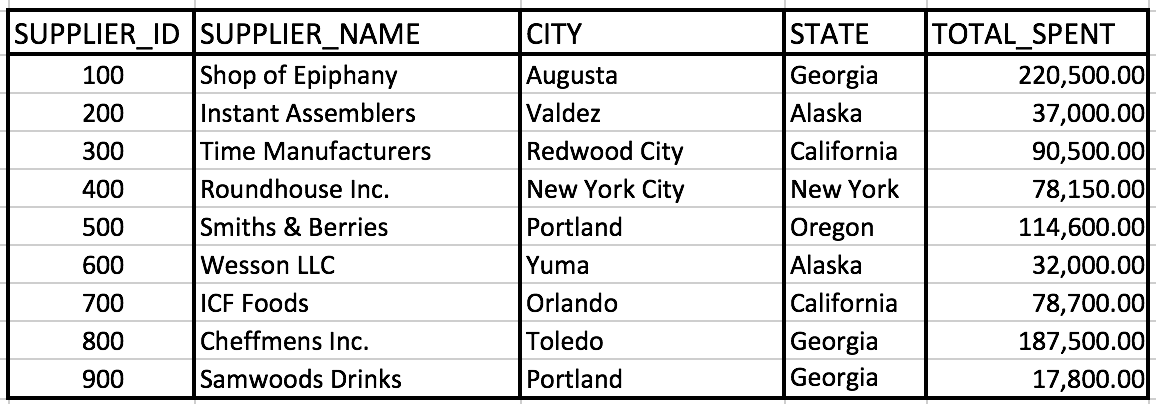 SUPPLIER_ID SUPPLIER_NAME CITY STATE TOTAL_SPENT
100 Shop of Epiphany Augusta Georgia 220,500.00
200 Instant Assemblers Valdez Alaska 37,000.00
300 Time Manufacturers Redwood City California 90,500.00
400 Roundhouse Inc. New York City New York 78,150.00
500 Smiths & Berries Portland Oregon 114,600.00
600 Wesson LLC Yuma Alaska 32,000.00
700 ICF Foods Orlando California 78,700.00
800 Cheffmens Inc. Toledo Georgia 187,500.00
900 Samwoods Drinks Portland Georgia 17,800.00